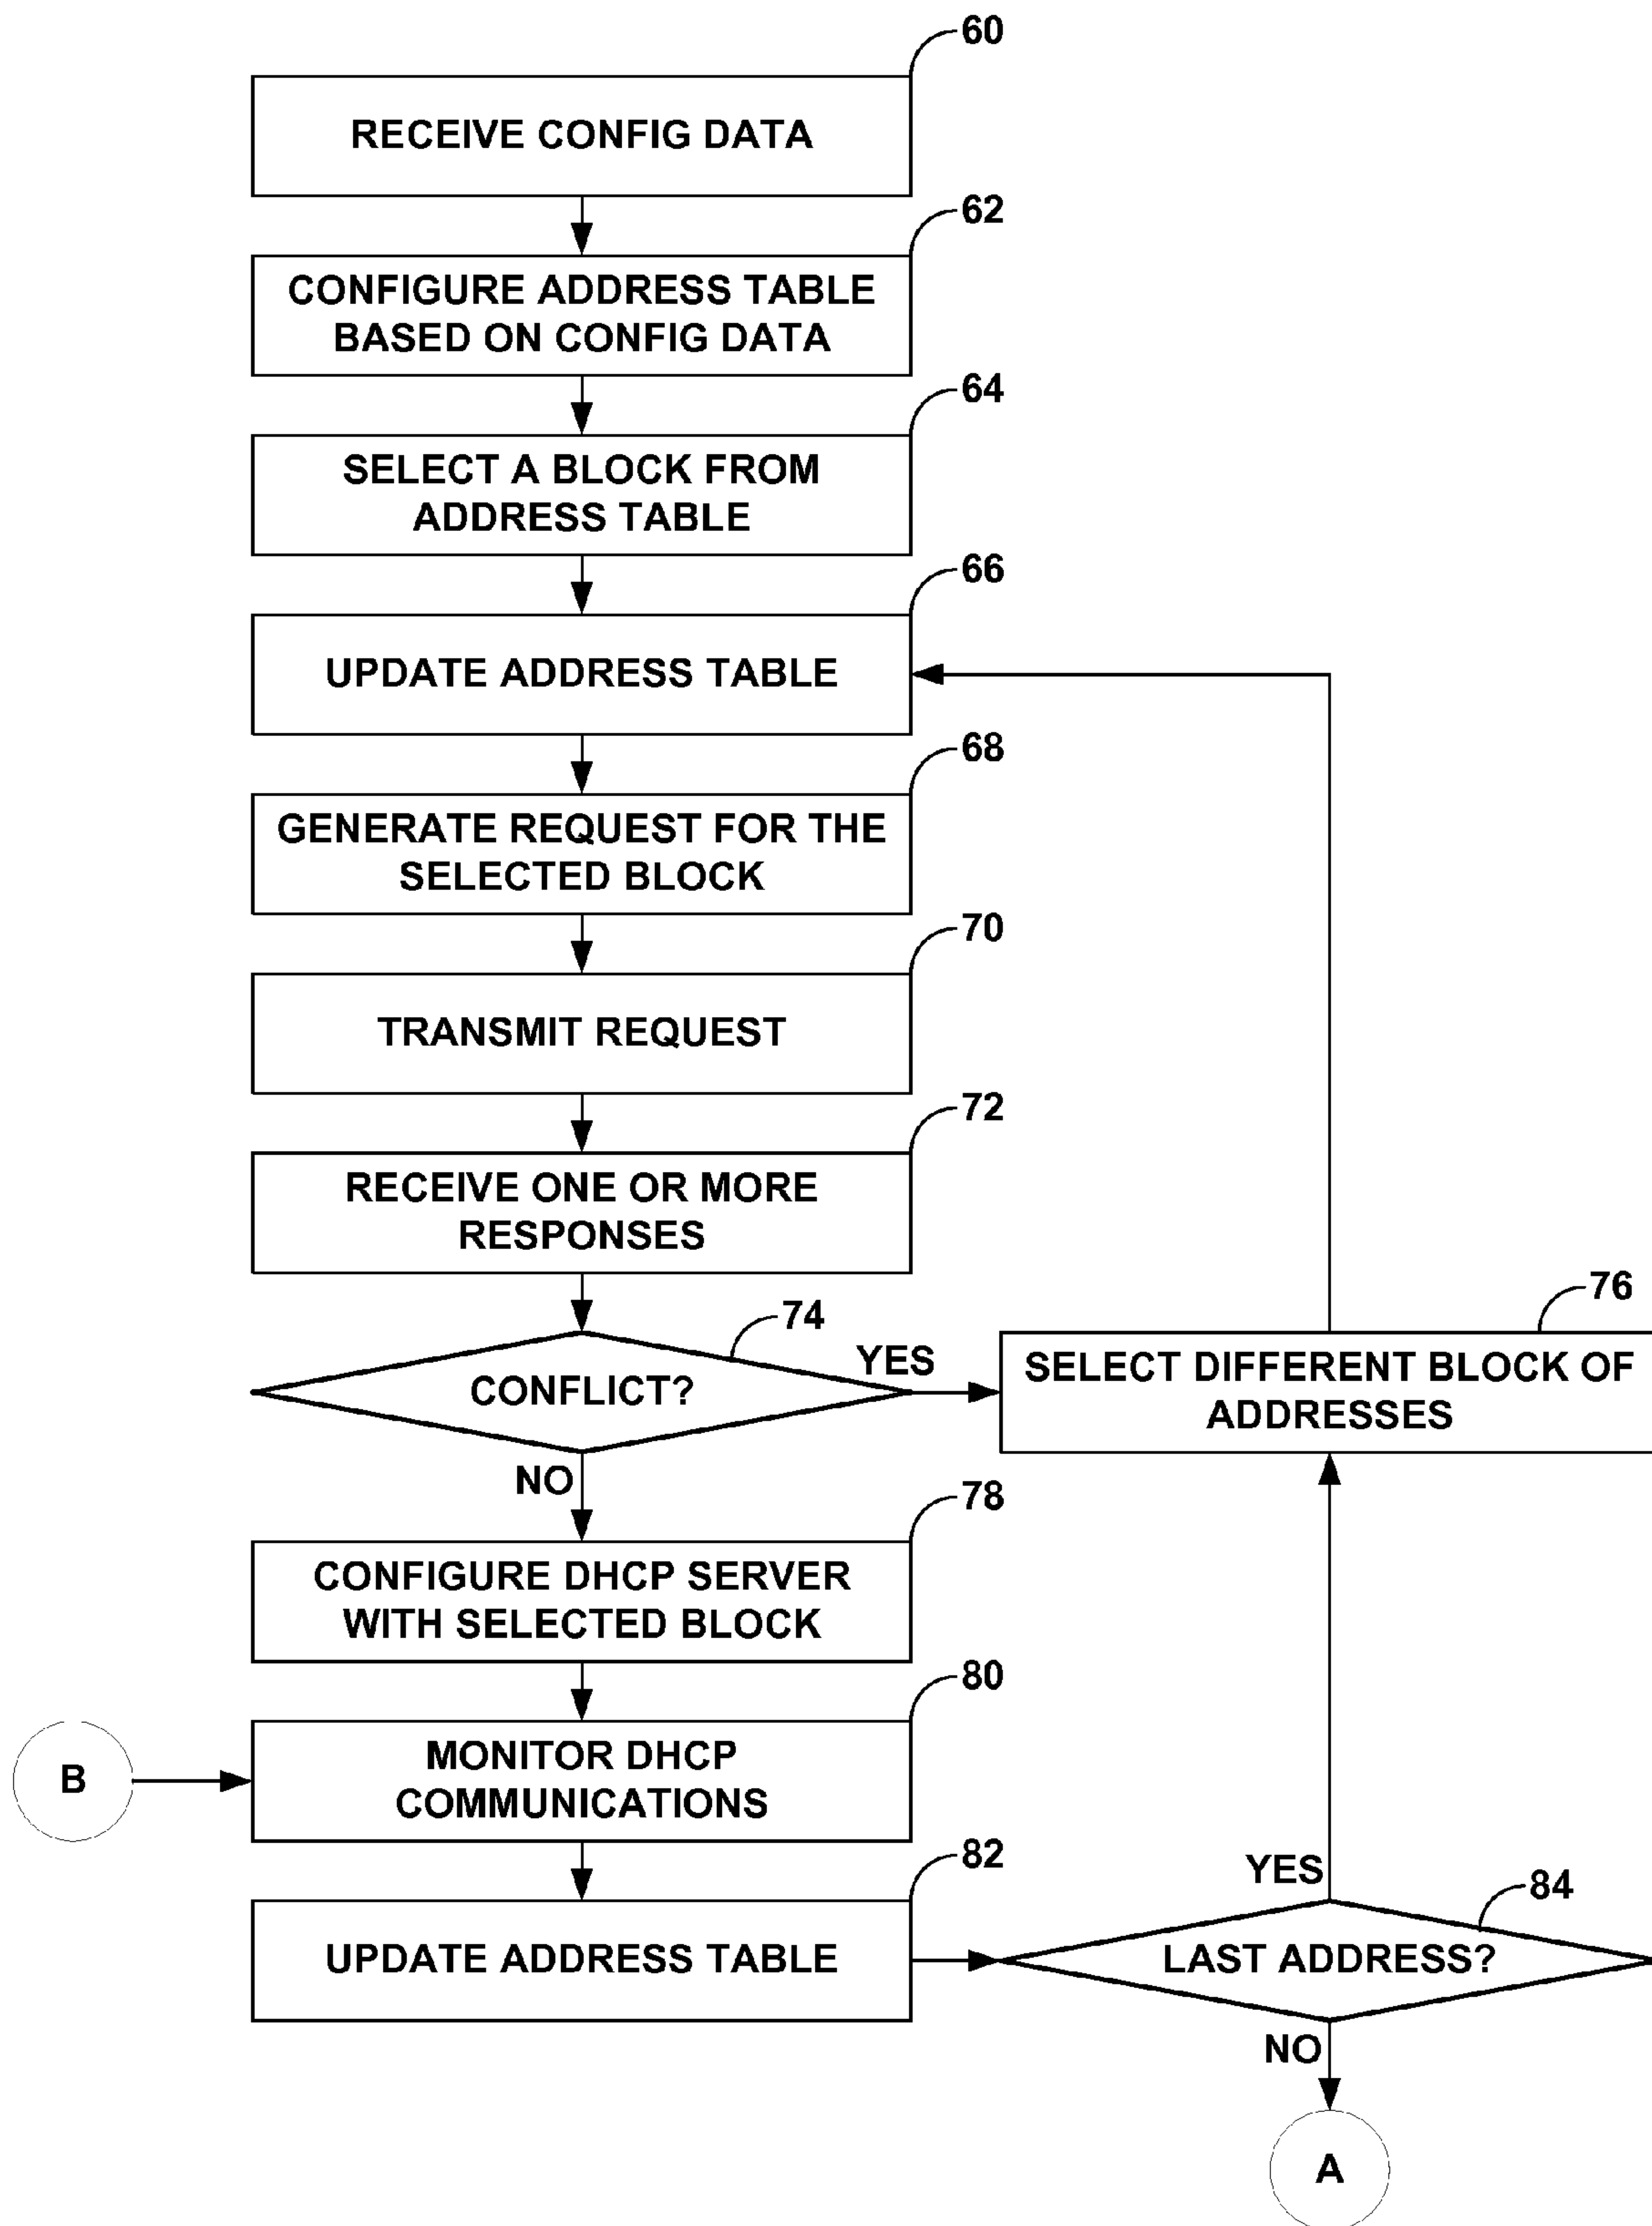 60
RECEIVE CONFIG DATA
62
CONFIGURE ADDRESS TABLE
BASED ON CONFIG DATA
64
SELECT A BLOCK FROM
ADDRESS TABLE
66
UPDATE ADDRESS TABLE
68
GENERATE REQUEST FOR THE
SELECTED BLOCK
70
TRANSMIT REQUEST
72
RECEIVE ONE OR MORE
RESPONSES
74
CONFLICT?
YES
76
SELECT DIFFERENT BLOCK OF
ADDRESSES
NO
78
CONFIGURE DHCP SERVER
WITH SELECTED BLOCK
80
B
MONITOR DHCP
COMMUNICATIONS
82
UPDATE ADDRESS TABLE
YES
84
LAST ADDRESS?
NO
A